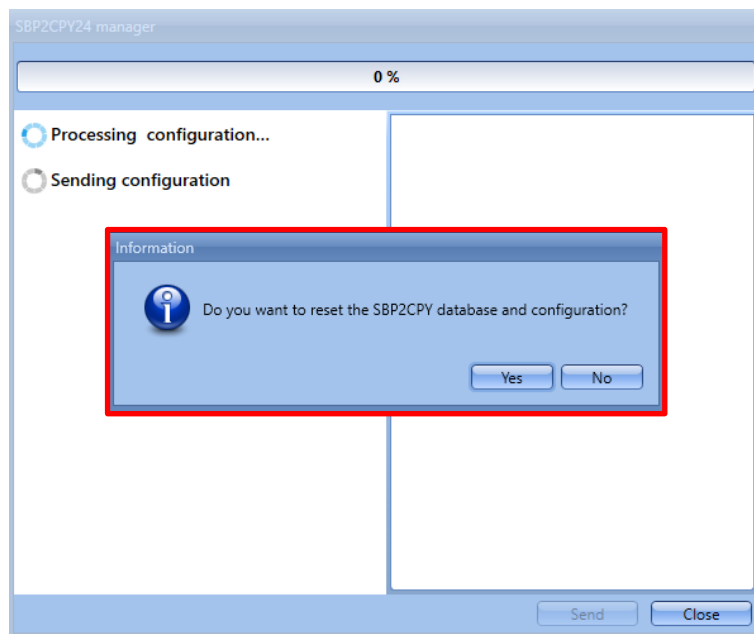 SBP2CPY24 manager
0 %
Processing configuration...
Sending configuration
Information
Do you want to reset the SBP2CPY database and configuration?
Yes No
Send Close